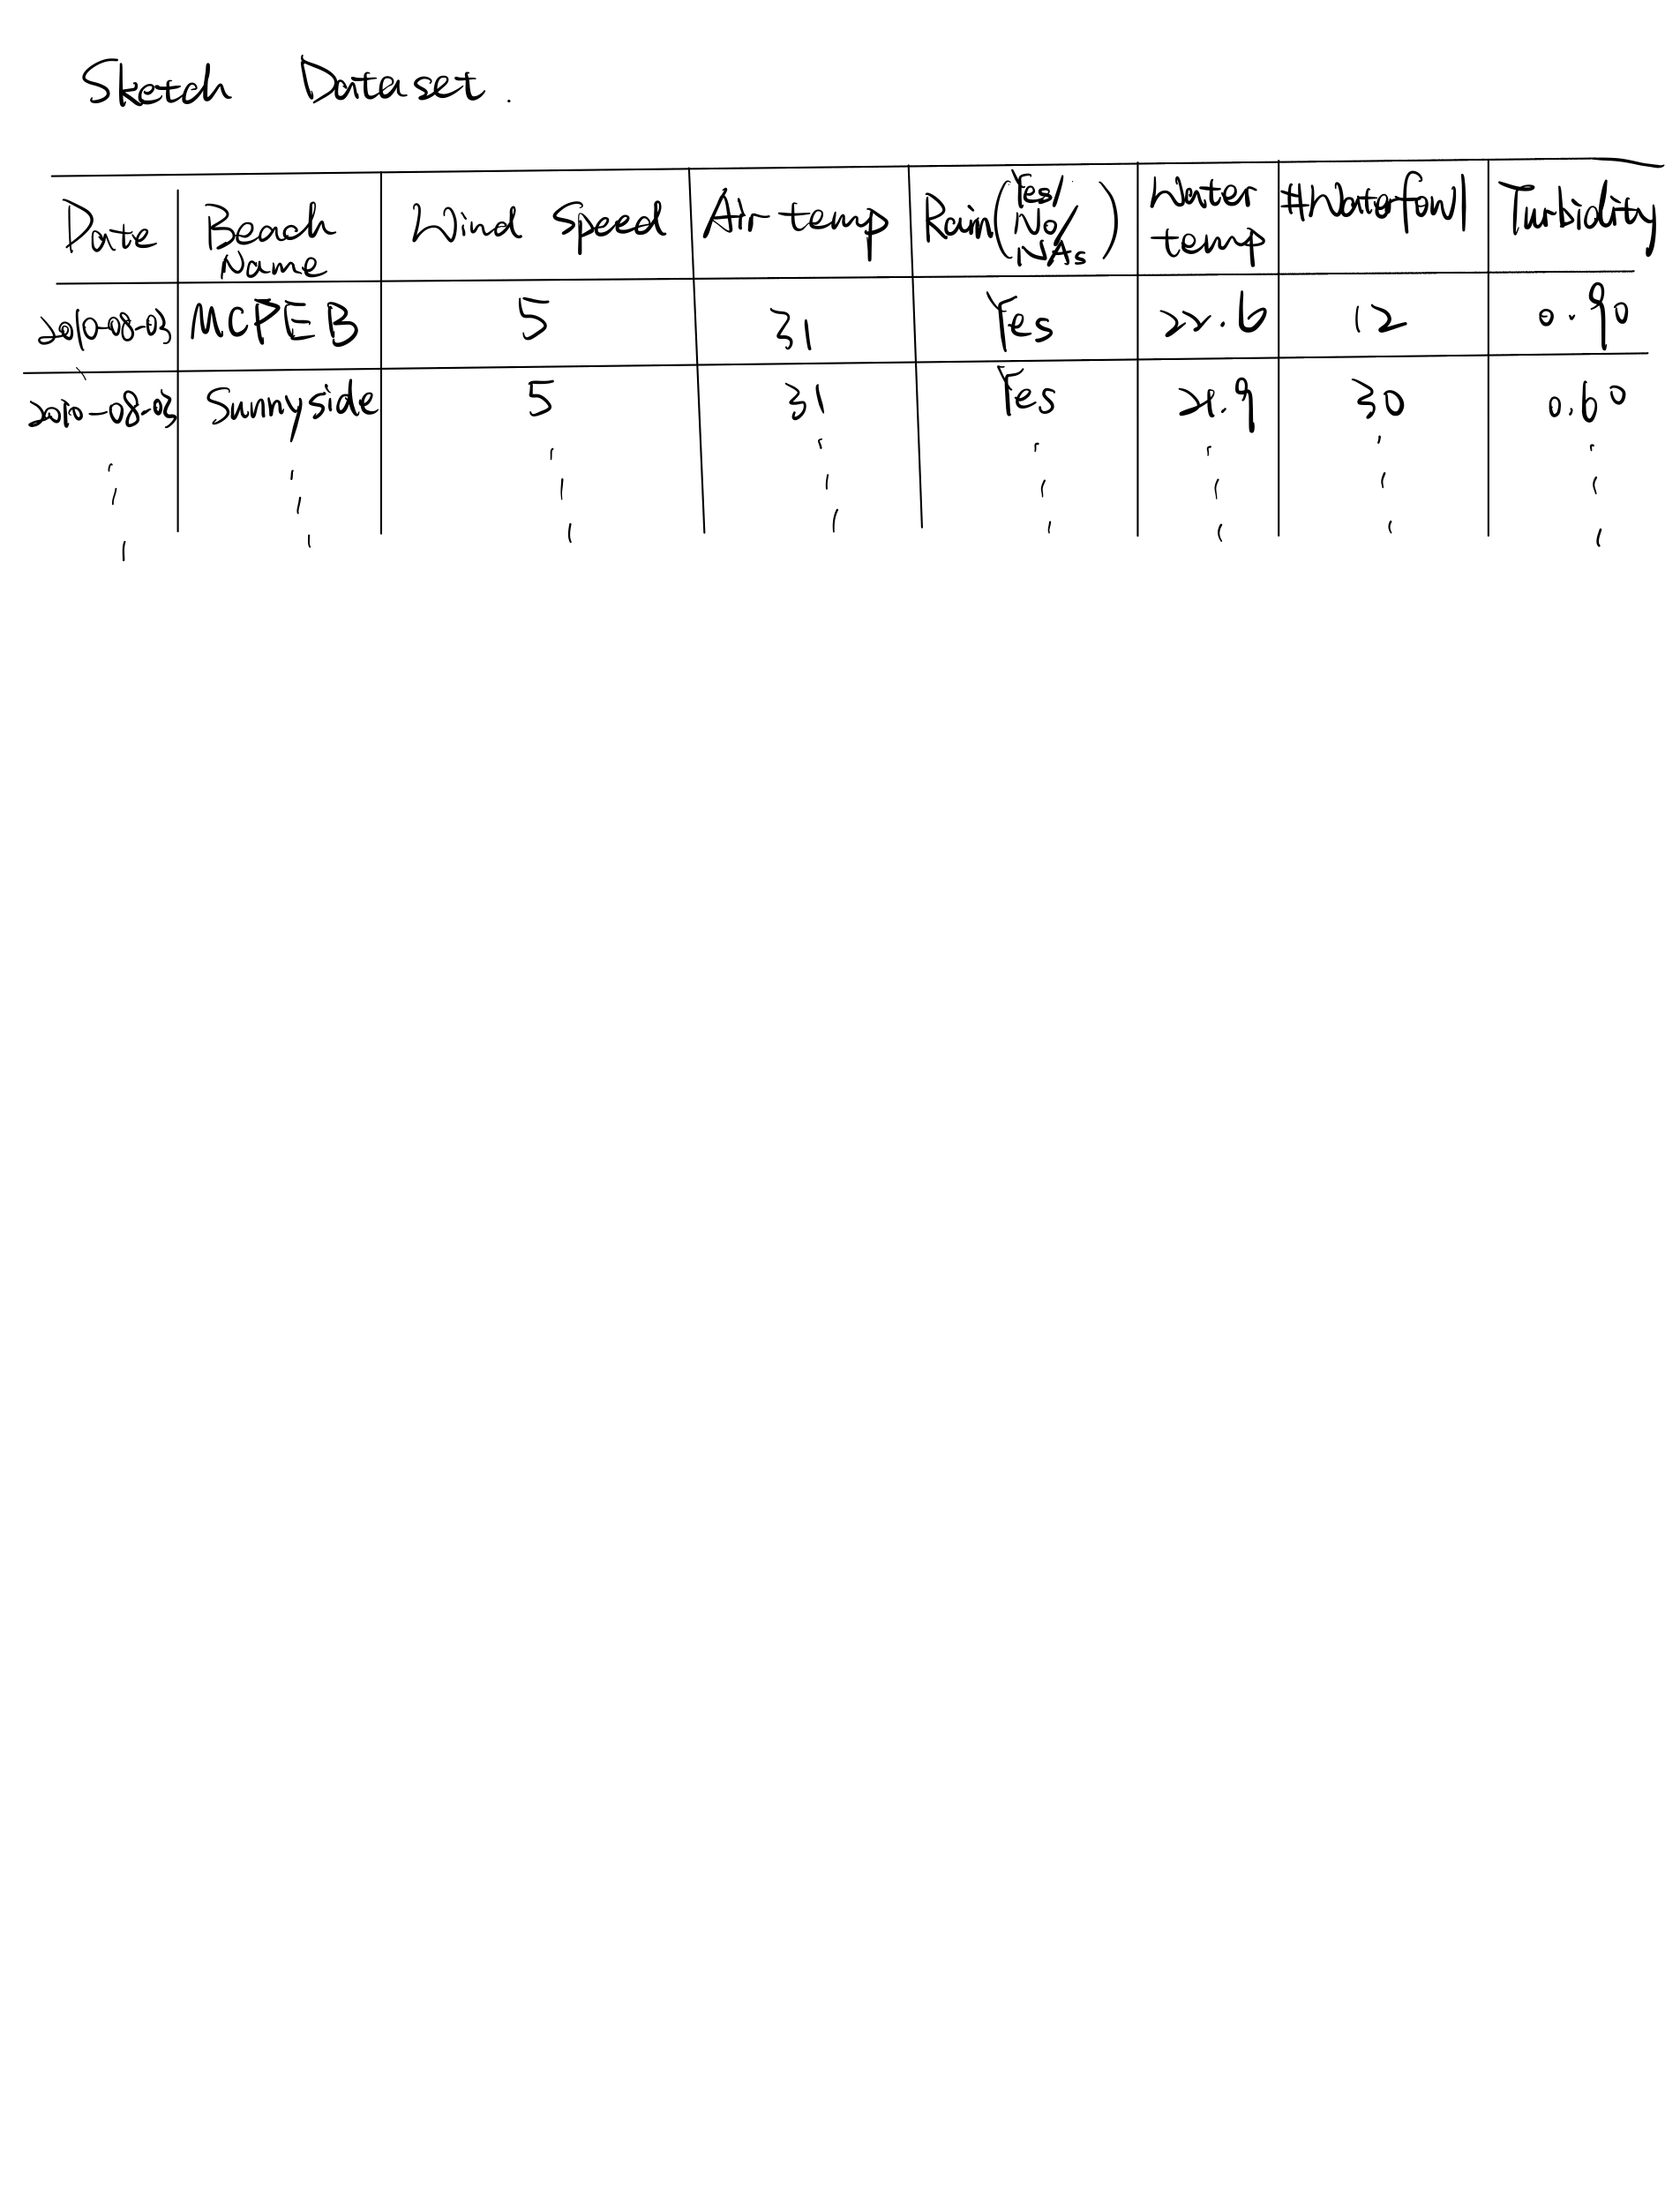 Sketch Dataset.
Date Beach Name Wind Speed Air temp Rain (Yes/No/NAs) Water temp #Waterfowl Turbidity
2010-08-03 MCPEB 5 31 Yes 22.6 12 0.90
2010-08-03 Sunnyside 5 31 Yes 21.9 30 0.60